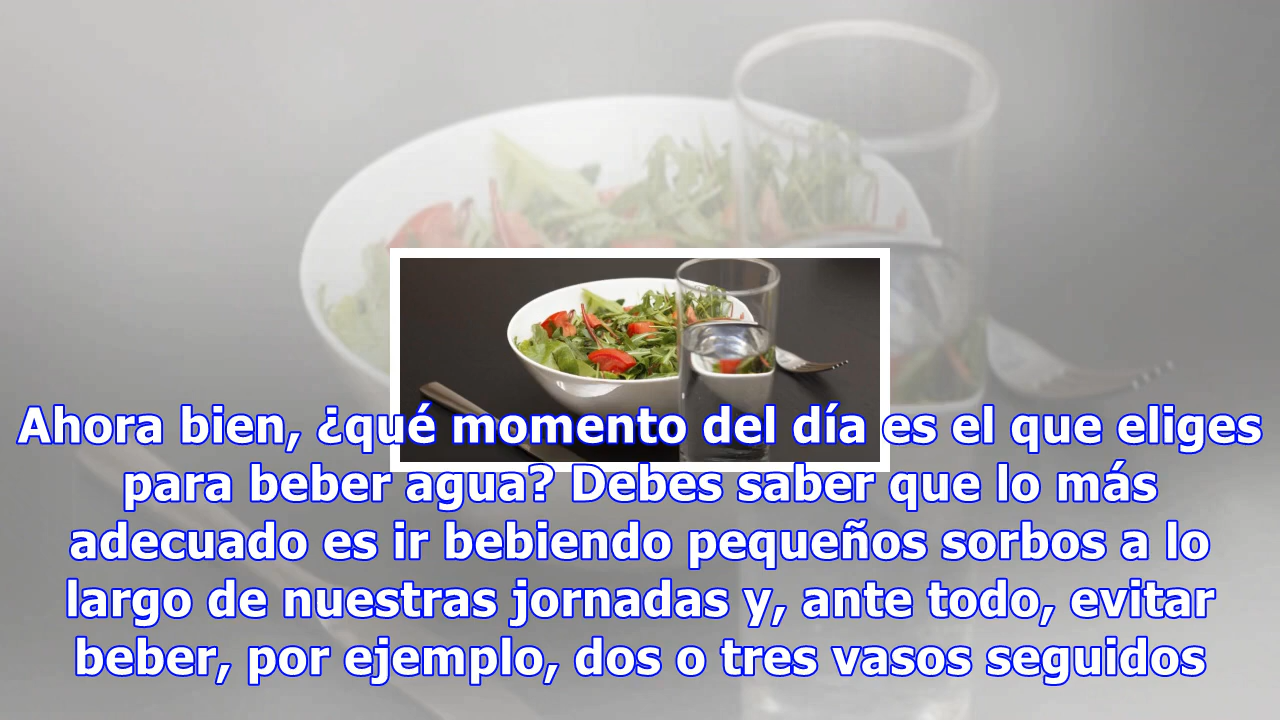 Ahora bien, ¿qué momento del día es el que eliges
para beber agua? Debes saber que lo más
adecuado es ir bebiendo pequeños sorbos a lo
largo de nuestras jornadas y, ante todo, evitar
beber, por ejemplo, dos o tres vasos seguidos